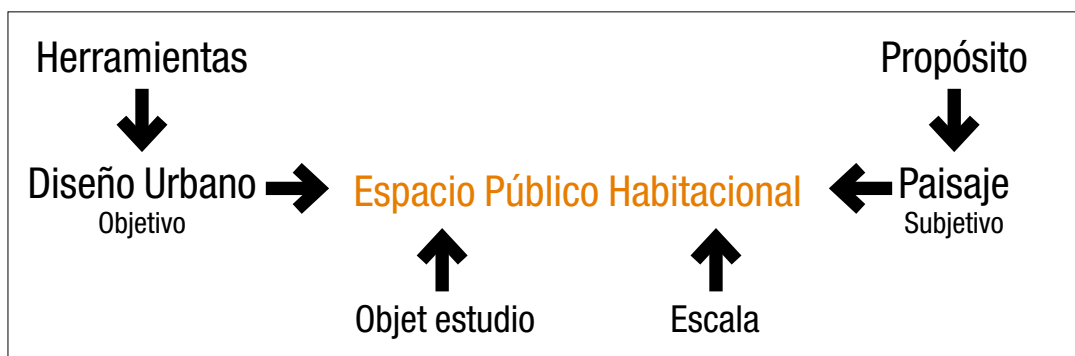 Herramientas
Propósito
Diseño Urbano
Objetivo
Espacio Público Habitacional
Paisaje
Subjetivo
Objet estudio
Escala